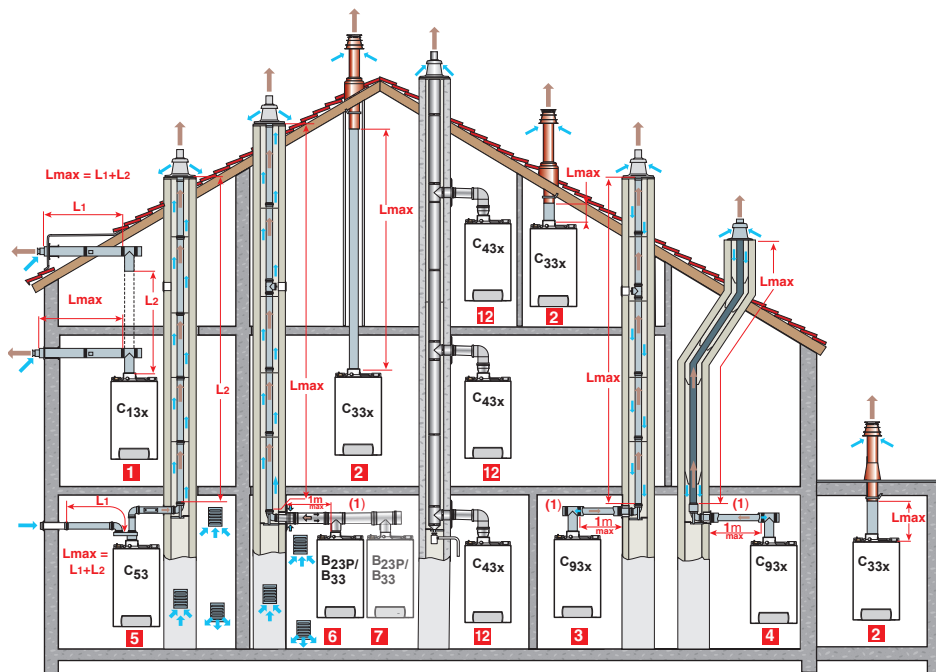 Lmax = L1+L2
L1
Lmax
L2
C13x
1
L1
Lmax =
L1+L2
C53
5
L2
Lmax
1m
max
(1)
B23P/
B33
6
B23P/
B33
7
Lmax
C33x
2
C43x
12
C43x
12
C43x
12
Lmax
C33x
2
Lmax
(1)
1m
max
C93x
3
Lmax
(1)
1m
max
C93x
4
Lmax
C33x
2